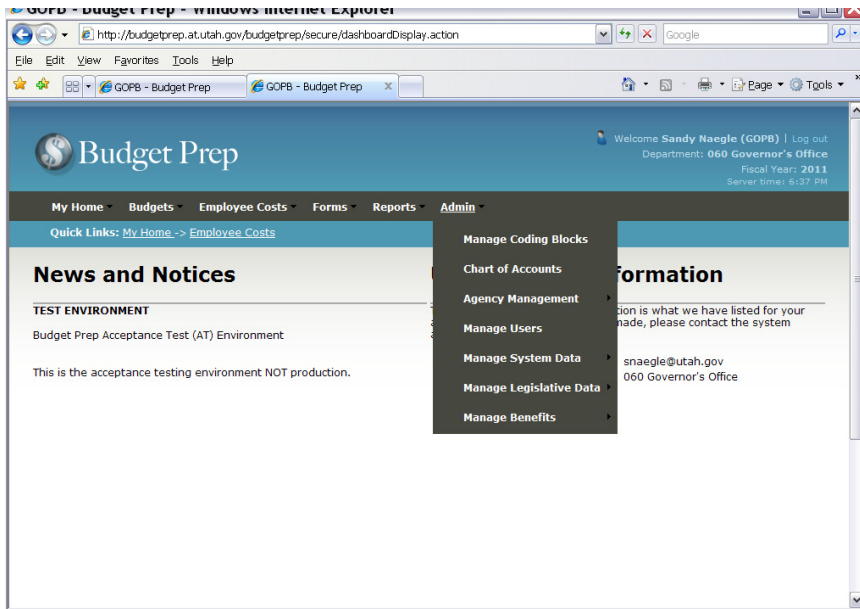 GOPB - Budget Prep - Windows Internet Explorer
http://budgetprep.at.utah.gov/budgetprep/secure/dashboardDisplay.action
Google
File Edit View Favorites Tools Help
GOPB - Budget Prep
GOPB - Budget Prep
Page
Tools
Budget Prep
Welcome Sandy Naegle (GOPB) | Log out
Department: 060 Governor's Office
Fiscal Year: 2011
Server time: 6:37 PM
My Home Budgets Employee Costs Forms Reports Admin
Quick Links: My Home -> Employee Costs
Manage Coding Blocks
Chart of Accounts
Agency Management
Manage Users
Manage System Data
Manage Legislative Data
Manage Benefits
News and Notices
TEST ENVIRONMENT
Budget Prep Acceptance Test (AT) Environment
This is the acceptance testing environment NOT production.
formation
tion is what we have listed for your
made, please contact the system
snaegle@utah.gov
060 Governor's Office